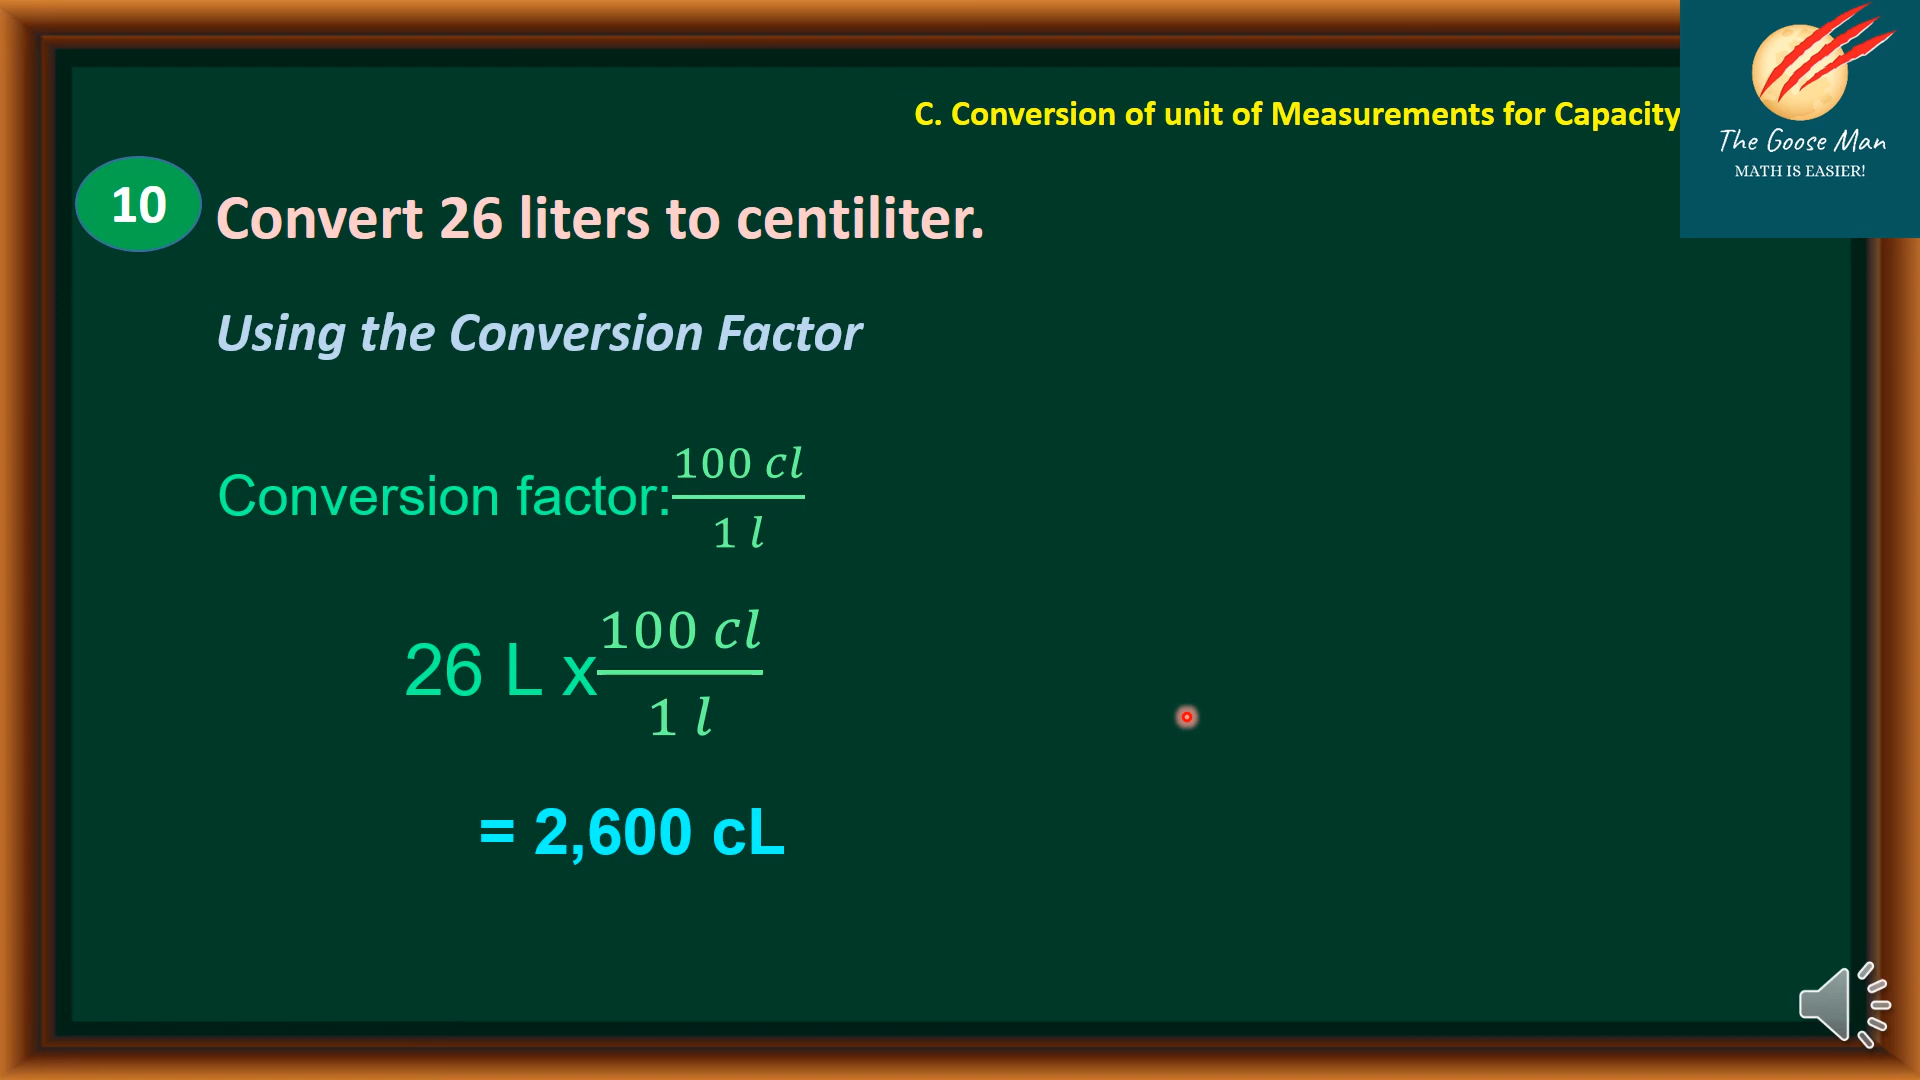 C. Conversion of unit of Measurements for Capacity
The Goose Man
MATH IS EASIER!
10
Convert 26 liters to centiliter.
Using the Conversion Factor
Conversion factor: 100 cl / 1 l
26 L x 100 cl / 1 l
= 2,600 cL